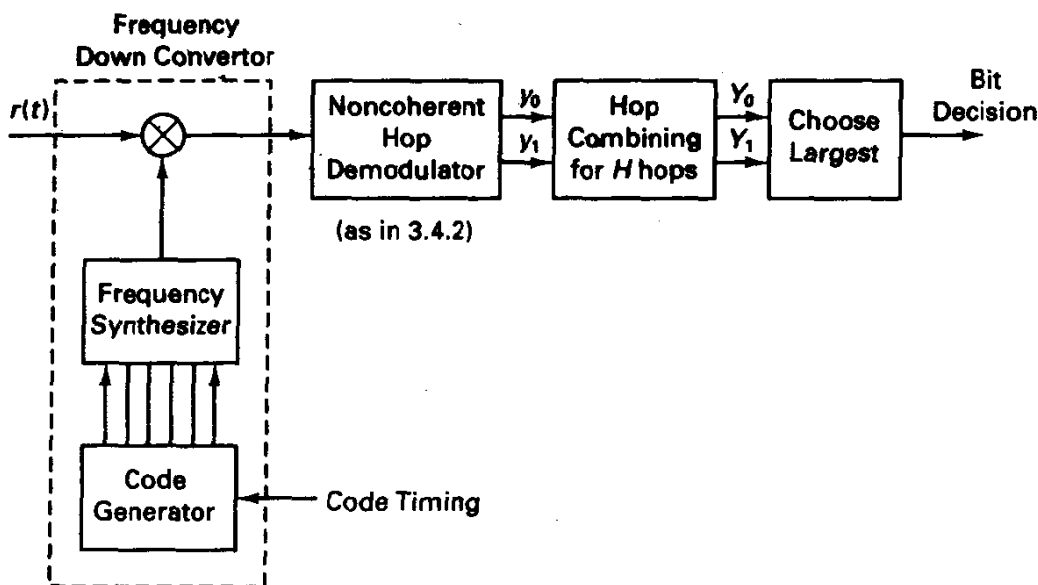 Frequency
Down Convertor
r(t)
Noncoherent
Hop
Demodulator
(as in 3.4.2)
y₀
y₁
Hop
Combining
for H hops
Y₀
Y₁
Choose
Largest
Bit
Decision
Frequency
Synthesizer
Code
Generator
Code Timing